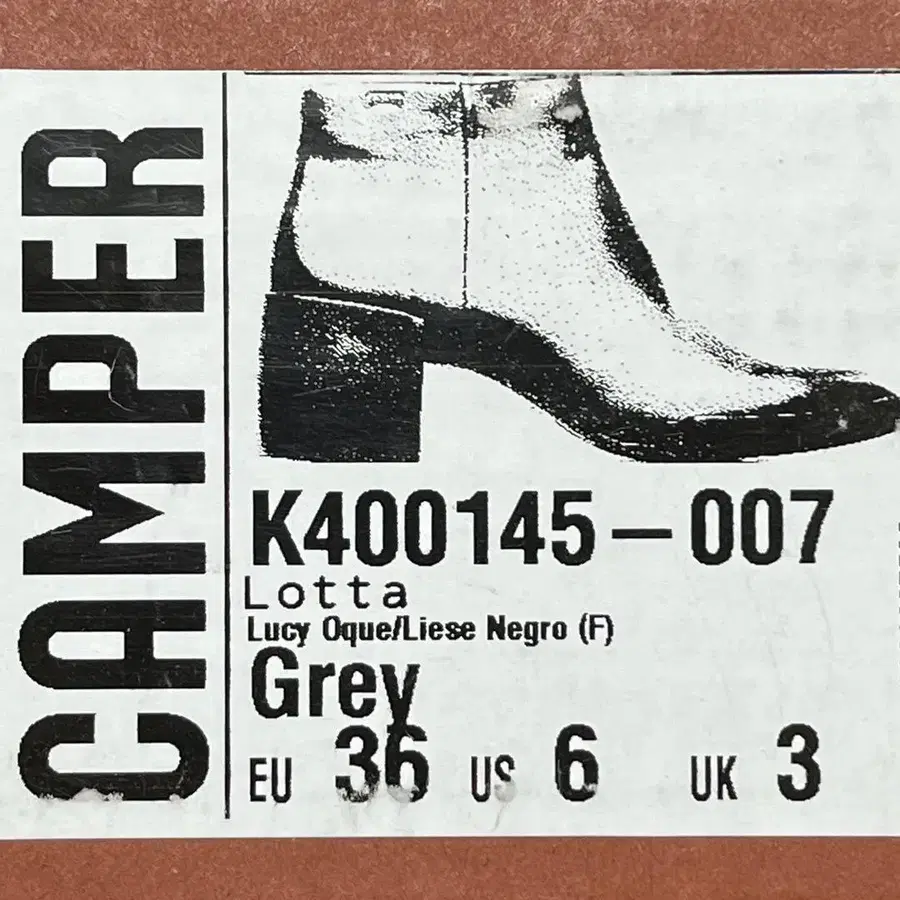 CAMPER
K400145-007
Lotta
Lucy Oque/Liese Negro (F)
Grey
EU 36 US 6 UK 3